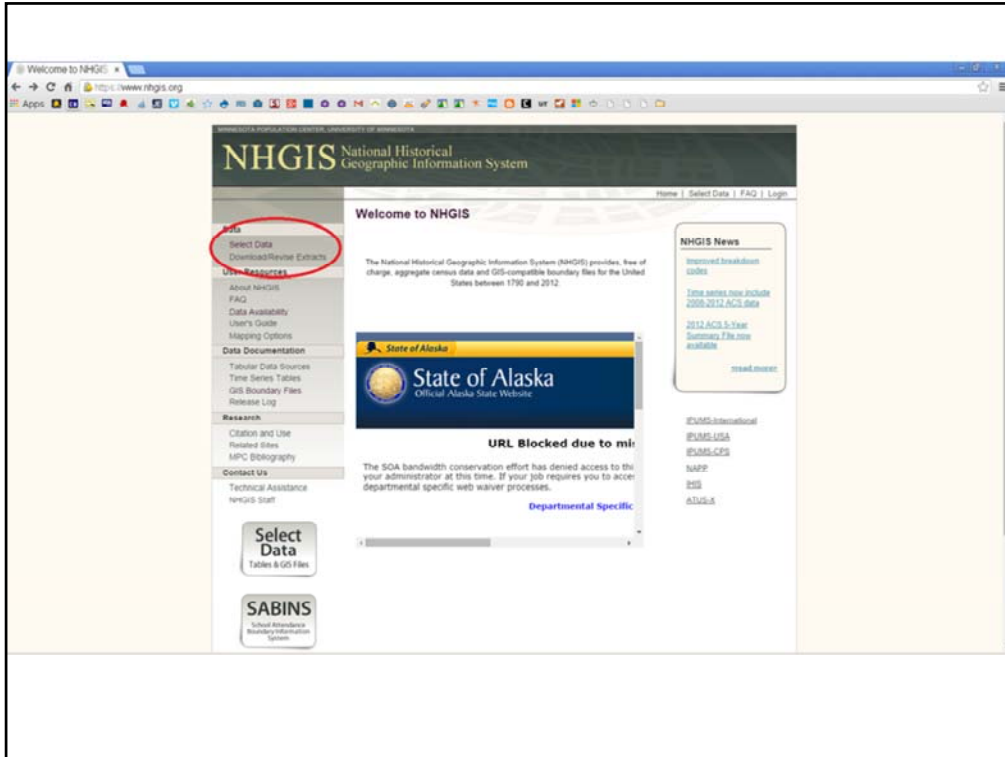 Welcome to NHGIS
https://www.nhgis.org
Apps
MINNESOTA POPULATION CENTER, UNIVERSITY OF MINNESOTA
NHGIS National Historical
Geographic Information System
Home | Select Data | FAQ | Login
Data
Select Data
Download/Revise Extracts
User Resources
About NHGIS
FAQ
Data Availability
User's Guide
Mapping Options
Data Documentation
Tabular Data Sources
Time Series Tables
GIS Boundary Files
Release Log
Research
Citation and Use
Related Sites
MPC Bibliography
Contact Us
Technical Assistance
NHGIS Staff
Select
Data
Tables & GIS Files
SABINS
School Attendance
Boundary Information
System
Welcome to NHGIS
The National Historical Geographic Information System (NHGIS) provides, free of
charge, aggregate census data and GIS-compatible boundary files for the United
States between 1790 and 2012.
State of Alaska
State of Alaska
Official Alaska State Website
URL Blocked due to mi
The SOA bandwidth conservation effort has denied access to thi
your administrator at this time. If your job requires you to acce
departmental specific web waiver processes.
Departmental Specific
NHGIS News
Improved breakdown
codes
Time series now include
2008-2012 ACS data
2012 ACS 5-Year
Summary File now
available
read more
IPUMS-International
IPUMS-USA
IPUMS-CPS
NAPP
IHIS
ATUS-X